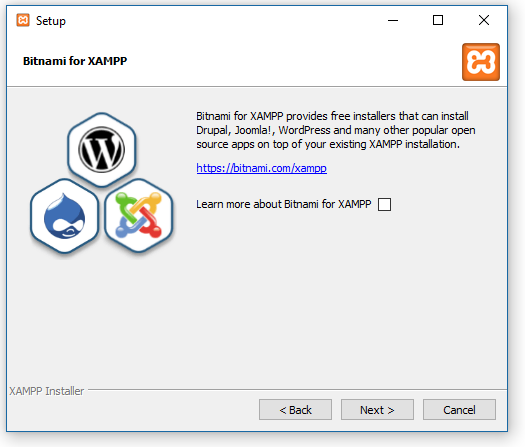 Setup
Bitnami for XAMPP
Bitnami for XAMPP provides free installers that can install
Drupal, Joomla!, WordPress and many other popular open
source apps on top of your existing XAMPP installation.
https://bitnami.com/xampp
Learn more about Bitnami for XAMPP
XAMPP Installer
< Back
Next >
Cancel